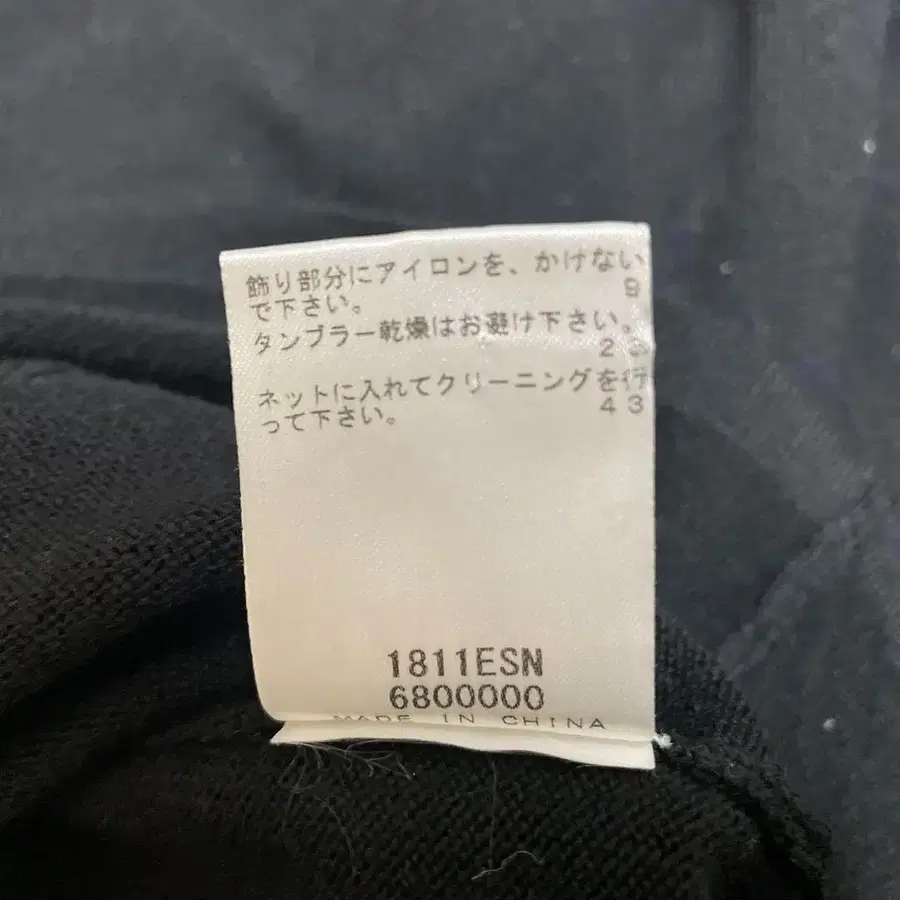 飾り部分にアイロンを、かけない
9
で下さい。
タンブラー乾燥はお避け下さい。
23
ネットに入れてクリーニングを行
43
って下さい。
1811ESN
6800000
MADE IN CHINA